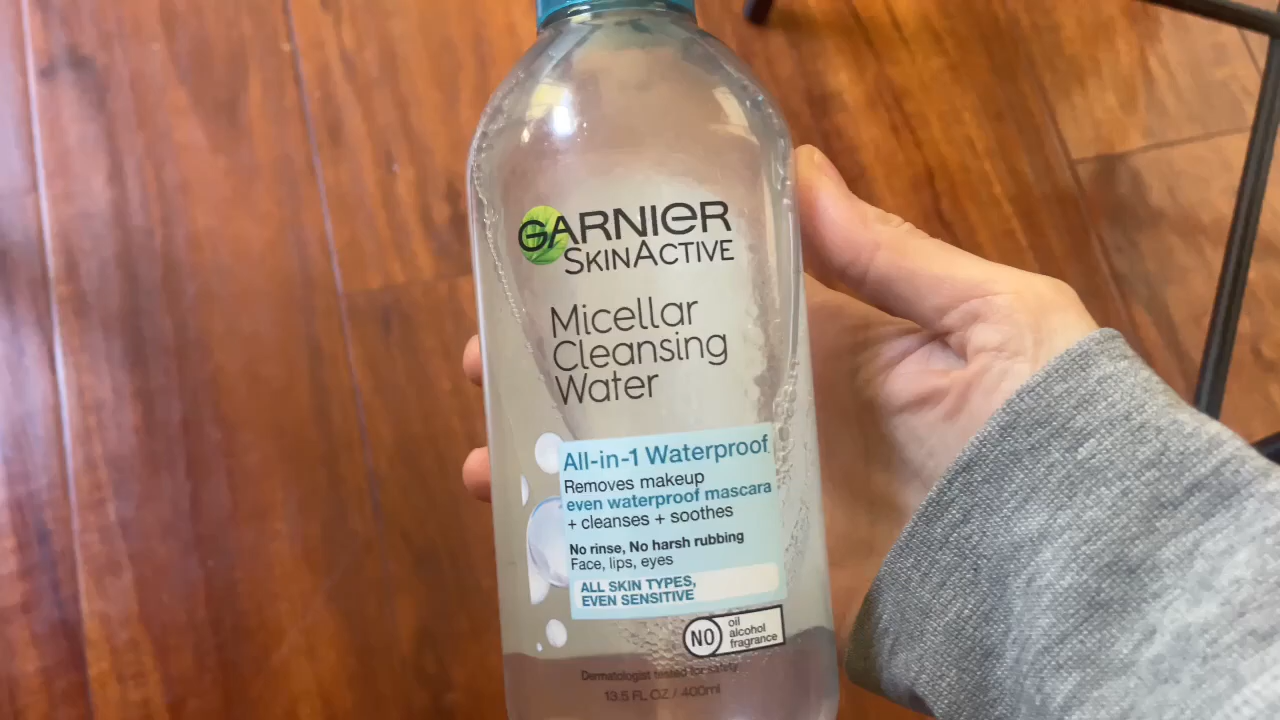 GARNIER
SKINACTIVE
Micellar
Cleansing
Water
All-in-1 Waterproof
Removes makeup
even waterproof mascara
+ cleanses + soothes
No rinse, No harsh rubbing
Face, lips, eyes
ALL SKIN TYPES,
EVEN SENSITIVE
NO
oil
alcohol
fragrance
Dermatologist tested for safety
13.5 FL OZ / 400ml